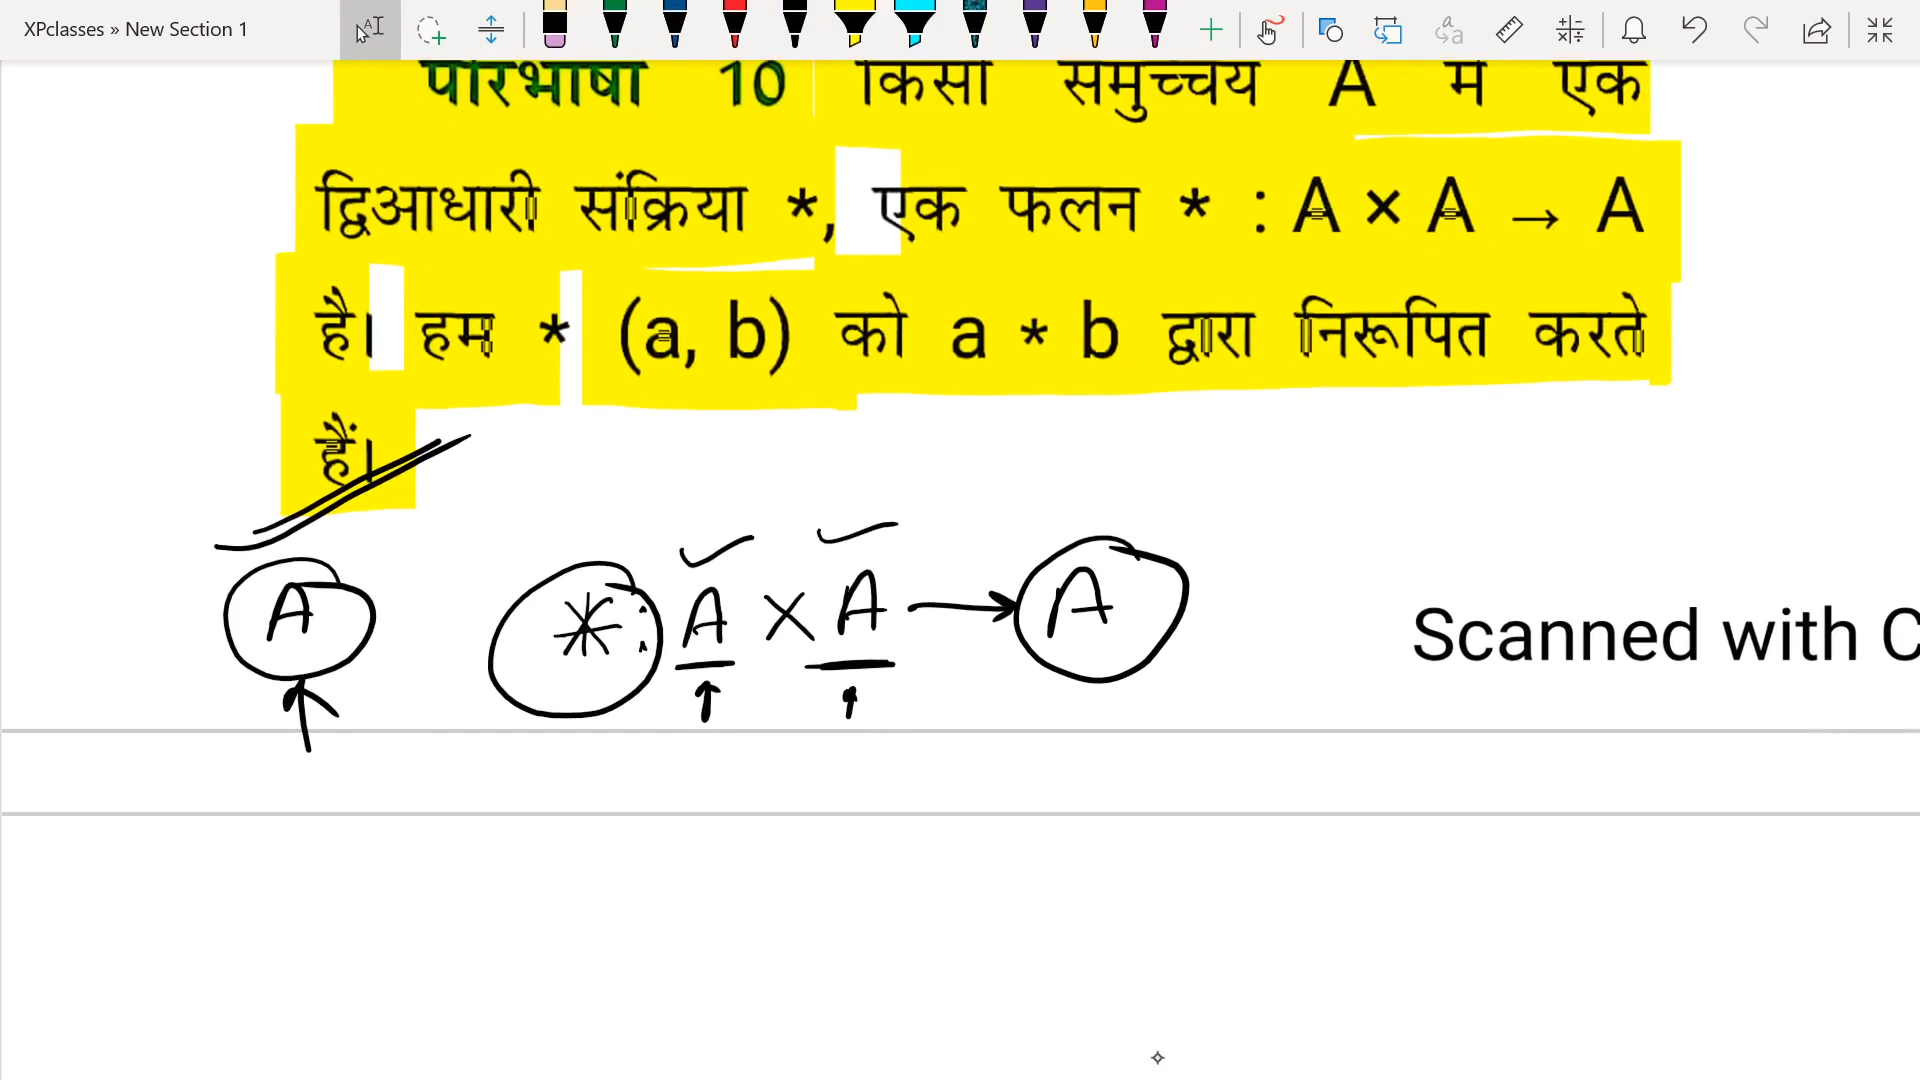 XPclasses » New Section 1
परिभाषा 10 किसी समुच्चय A में एक
द्विआधारी संक्रिया *, एक फलन * : A × A → A
है। हम * (a, b) को a * b द्वारा निरूपित करते
हैं।
A * : A × A → A
Scanned with C